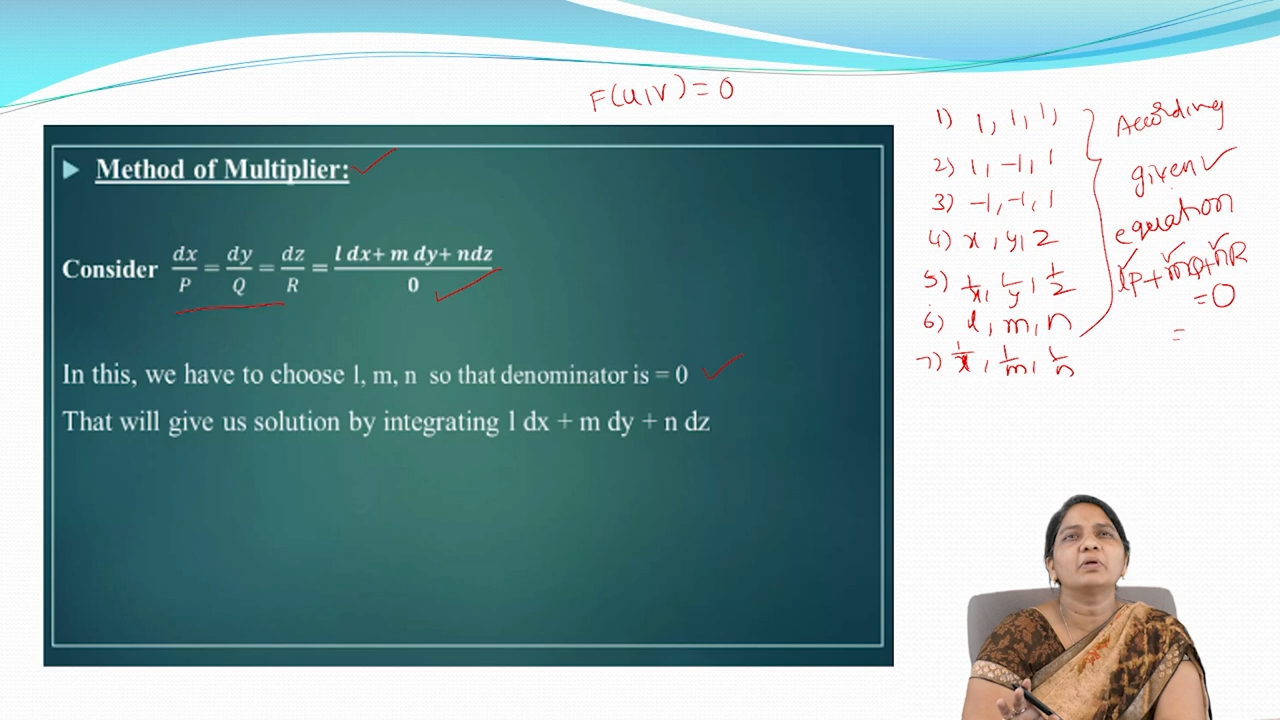 F(u,v) = 0
Method of Multiplier:
Consider dx/P = dy/Q = dz/R = l dx+ m dy+ ndz/0
In this, we have to choose l, m, n so that denominator is = 0
That will give us solution by integrating l dx + m dy + n dz
1) 1, 1, 1,
2) 1, -1, 1
3) -1, -1, 1
4) x, y, z
5) 1/x, 1/y, 1/z
6) l, m, n
7) 1/l, 1/m, 1/n
According
given
equation
lP+mQ+nR
=0
=